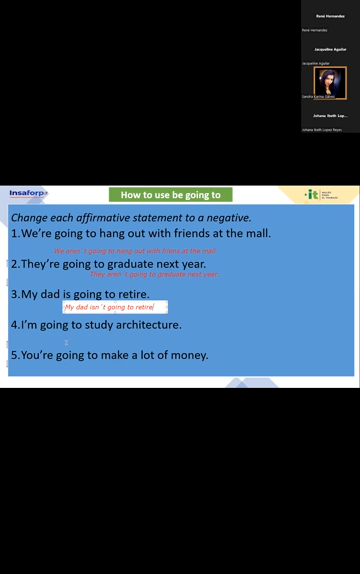 René Hernandez
René Hernandez
Jacqueline Aguilar
Jacqueline Aguilar
Johana Ibeth Lop...
Johana Ibeth Lopez Reyes
Insaforp
How to use be going to
it
Change each affirmative statement to a negative.
1.We're going to hang out with friends at the mall.
We aren´t going to hang out with friens at the mall
2.They're going to graduate next year.
They aren´t going to graduate next year
3.My dad is going to retire.
My dad isn´t going to retire
4.I'm going to study architecture.
5.You're going to make a lot of money.